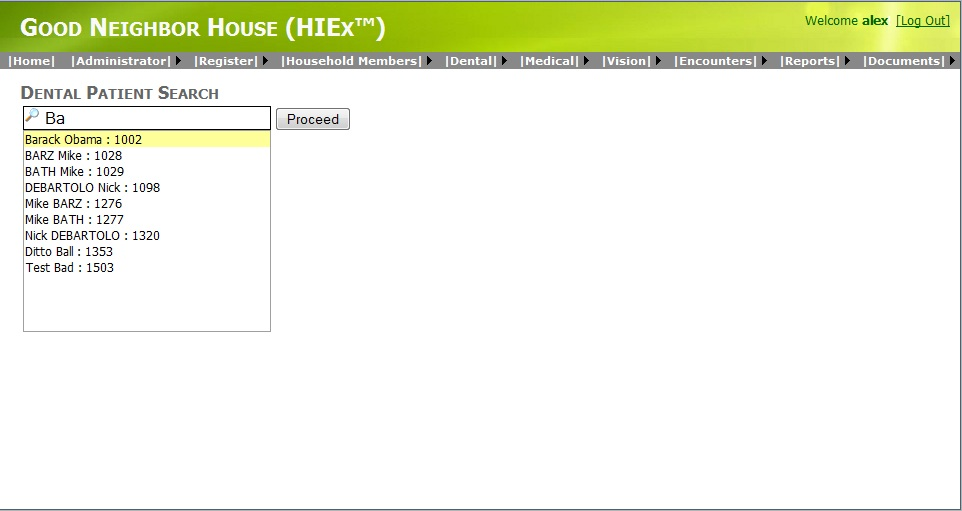 GOOD NEIGHBOR HOUSE (HIEX™)
Welcome alex [Log Out]
|Home| |Administrator| |Register| |Household Members| |Dental| |Medical| |Vision| |Encounters| |Reports| |Documents|
DENTAL PATIENT SEARCH
Ba Proceed
Barack Obama : 1002
BARZ Mike : 1028
BATH Mike : 1029
DEBARTOLO Nick : 1098
Mike BARZ : 1276
Mike BATH : 1277
Nick DEBARTOLO : 1320
Ditto Ball : 1353
Test Bad : 1503